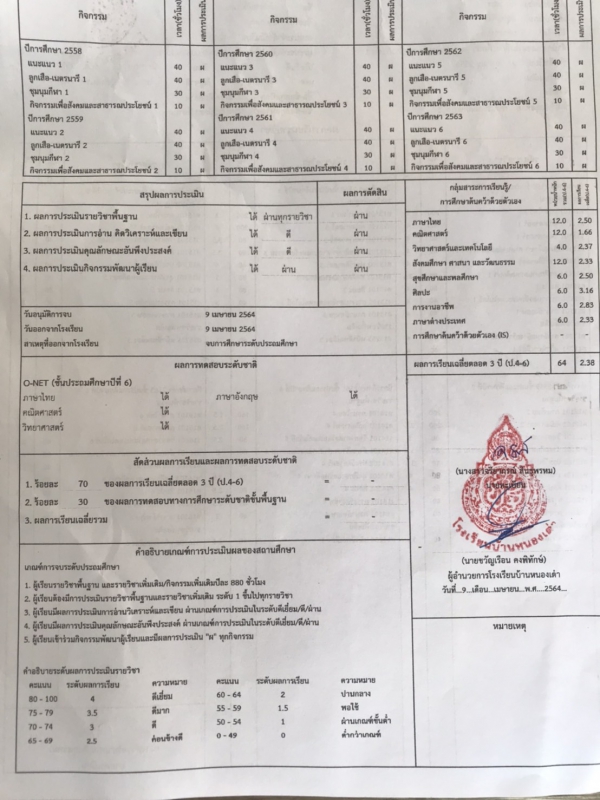 กิจกรรม เวลา(ชั่วโมง) ผลการประเมิน กิจกรรม เวลา(ชั่วโมง) ผลการประเมิน กิจกรรม เวลา(ชั่วโมง) ผลการประเมิน
ปีการศึกษา 2558 ปีการศึกษา 2560 ปีการศึกษา 2562
แนะแนว 1 40 ผ แนะแนว 3 40 ผ แนะแนว 5 40 ผ
ลูกเสือ-เนตรนารี 1 40 ผ ลูกเสือ-เนตรนารี 3 40 ผ ลูกเสือ-เนตรนารี 5 40 ผ
ชุมนุมกีฬา 1 30 ผ ชุมนุมกีฬา 3 30 ผ ชุมนุมกีฬา 5 30 ผ
กิจกรรมเพื่อสังคมและสาธารณประโยชน์ 1 10 ผ กิจกรรมเพื่อสังคมและสาธารณประโยชน์ 3 10 ผ กิจกรรมเพื่อสังคมและสาธารณประโยชน์ 5 10 ผ
ปีการศึกษา 2559 ปีการศึกษา 2561 ปีการศึกษา 2563
แนะแนว 2 40 ผ แนะแนว 4 40 ผ แนะแนว 6 40 ผ
ลูกเสือ-เนตรนารี 2 40 ผ ลูกเสือ-เนตรนารี 4 40 ผ ลูกเสือ-เนตรนารี 6 40 ผ
ชุมนุมกีฬา 2 30 ผ ชุมนุมกีฬา 4 30 ผ ชุมนุมกีฬา 6 30 ผ
กิจกรรมเพื่อสังคมและสาธารณประโยชน์ 2 10 ผ กิจกรรมเพื่อสังคมและสาธารณประโยชน์ 4 10 ผ กิจกรรมเพื่อสังคมและสาธารณประโยชน์ 6 10 ผ
สรุปผลการประเมิน ผลการตัดสิน
1. ผลการประเมินรายวิชาพื้นฐาน ได้ ผ่านทุกรายวิชา ผ่าน
2. ผลการประเมินการอ่าน คิดวิเคราะห์และเขียน ได้ ดี ผ่าน
3. ผลการประเมินคุณลักษณะอันพึงประสงค์ ได้ ดี ผ่าน
4. ผลการประเมินกิจกรรมพัฒนาผู้เรียน ได้ ผ่าน ผ่าน
วันอนุมัติการจบ 9 เมษายน 2564
วันออกจากโรงเรียน 9 เมษายน 2564
สาเหตุที่ออกจากโรงเรียน จบการศึกษาระดับประถมศึกษา
กลุ่มสาระการเรียนรู้/
การศึกษาค้นคว้าด้วยตัวเอง
ภาษาไทย 12.0 2.50
คณิตศาสตร์ 12.0 1.66
วิทยาศาสตร์และเทคโนโลยี 4.0 2.37
สังคมศึกษา ศาสนา และวัฒนธรรม 12.0 2.33
สุขศึกษาและพลศึกษา 6.0 2.50
ศิลปะ 6.0 3.16
การงานอาชีพ 6.0 2.83
ภาษาต่างประเทศ 6.0 2.33
การศึกษาค้นคว้าด้วยตัวเอง (IS) - -
ผลการเรียนเฉลี่ยตลอด 3 ปี (ป.4-6) 64 2.38
ผลการทดสอบระดับชาติ
O-NET (ชั้นประถมศึกษาปีที่ 6)
ภาษาไทย ได้ ภาษาอังกฤษ ได้
คณิตศาสตร์ ได้
วิทยาศาสตร์ ได้
สัดส่วนผลการเรียนและผลการทดสอบระดับชาติ
1. ร้อยละ 70 ของผลการเรียนเฉลี่ยตลอด 3 ปี (ป.4-6) = -
2. ร้อยละ 30 ของผลการทดสอบทางการศึกษาระดับชาติขั้นพื้นฐาน = -
3. ผลการเรียนเฉลี่ยรวม = -
นายทะเบียน
โรงเรียนบ้านหนองเต่า
(นายขวัญเรือน คงพิทักษ์)
ผู้อำนวยการโรงเรียนบ้านหนองเต่า
วันที่...9...เดือน...เมษายน...พ.ศ....2564...
หมายเหตุ
คำอธิบายเกณฑ์การประเมินผลของสถานศึกษา
เกณฑ์การจบระดับประถมศึกษา
1. ผู้เรียนรายวิชาพื้นฐาน และรายวิชาเพิ่มเติม/กิจกรรมเพิ่มเติมปีละ 880 ชั่วโมง
2. ผู้เรียนต้องมีผลการประเมินรายวิชาพื้นฐานและรายวิชาเพิ่มเติม ระดับ 1 ขึ้นไปทุกรายวิชา
3. ผู้เรียนมีผลการประเมินการอ่านวิเคราะห์และเขียน ผ่านเกณฑ์การประเมินในระดับดีเยี่ยม/ดี/ผ่าน
4. ผู้เรียนมีผลการประเมินคุณลักษณะอันพึงประสงค์ ผ่านเกณฑ์การประเมินในระดับดีเยี่ยม/ดี/ผ่าน
5. ผู้เรียนเข้าร่วมกิจกรรมพัฒนาผู้เรียนและมีผลการประเมิน "ผ" ทุกกิจกรรม
คำอธิบายระดับผลการประเมินรายวิชา
คะแนน ระดับผลการเรียน ความหมาย คะแนน ระดับผลการเรียน ความหมาย
80 - 100 4 ดีเยี่ยม 60 - 64 2 ปานกลาง
75 - 79 3.5 ดีมาก 55 - 59 1.5 พอใช้
70 - 74 3 ดี 50 - 54 1 ผ่านเกณฑ์ขั้นต่ำ
65 - 69 2.5 ค่อนข้างดี 0 - 49 0 ต่ำกว่าเกณฑ์